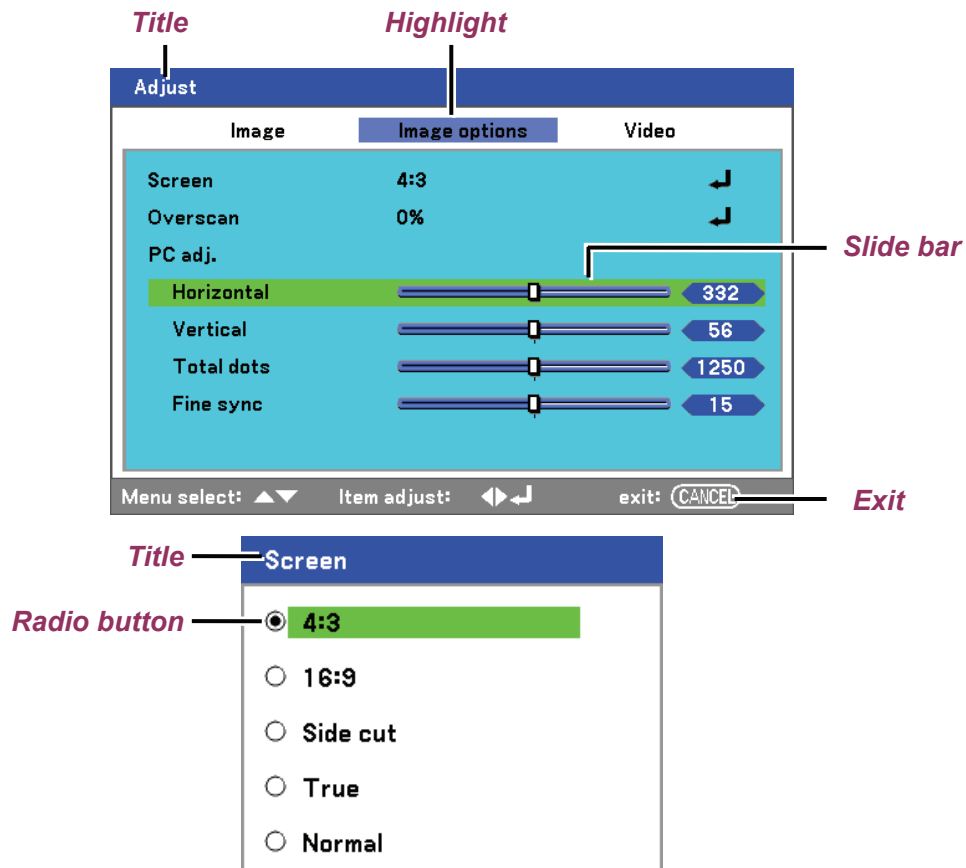 Title Highlight
Adjust
Image Image options Video
Screen 4:3
Overscan 0%
PC adj.
Slide bar
Horizontal 332
Vertical 56
Total dots 1250
Fine sync 15
Menu select: Item adjust: exit: CANCEL
Exit
Title
Screen
Radio button
4:3
16:9
Side cut
True
Normal